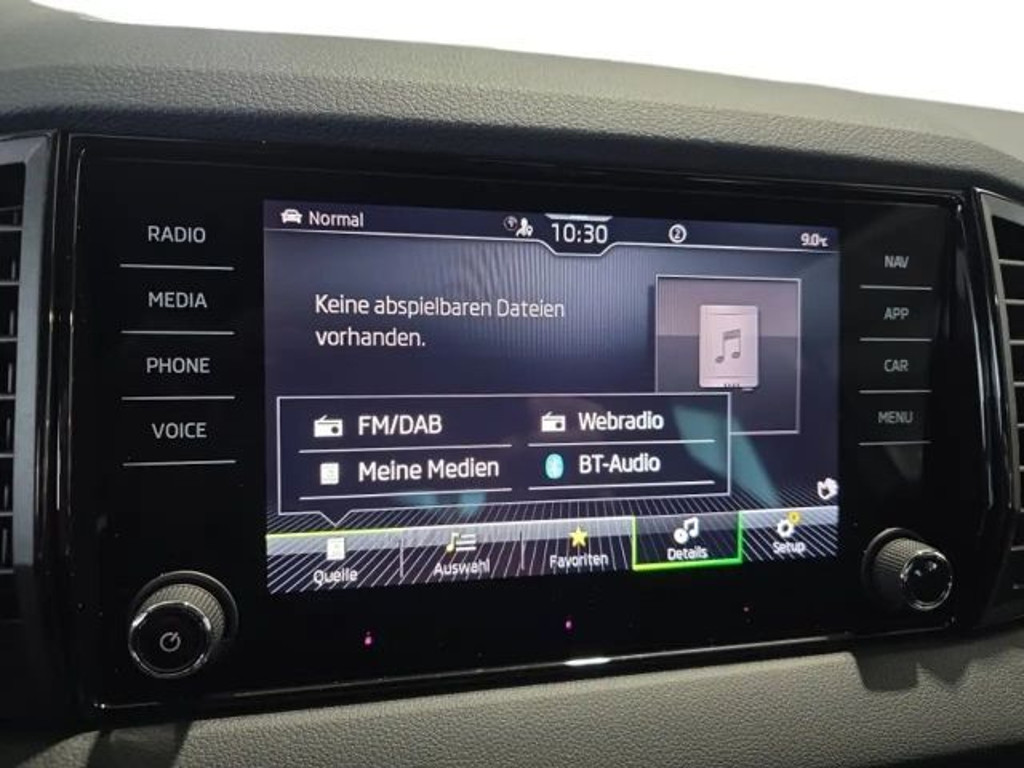 RADIO
MEDIA
PHONE
VOICE
Normal
10:30
2
9.0°C
Keine abspielbaren Dateien
vorhanden.
FM/DAB
Webradio
Meine Medien
BT-Audio
Quelle
Auswahl
Favoriten
Details
Setup
NAV
APP
CAR
MENU